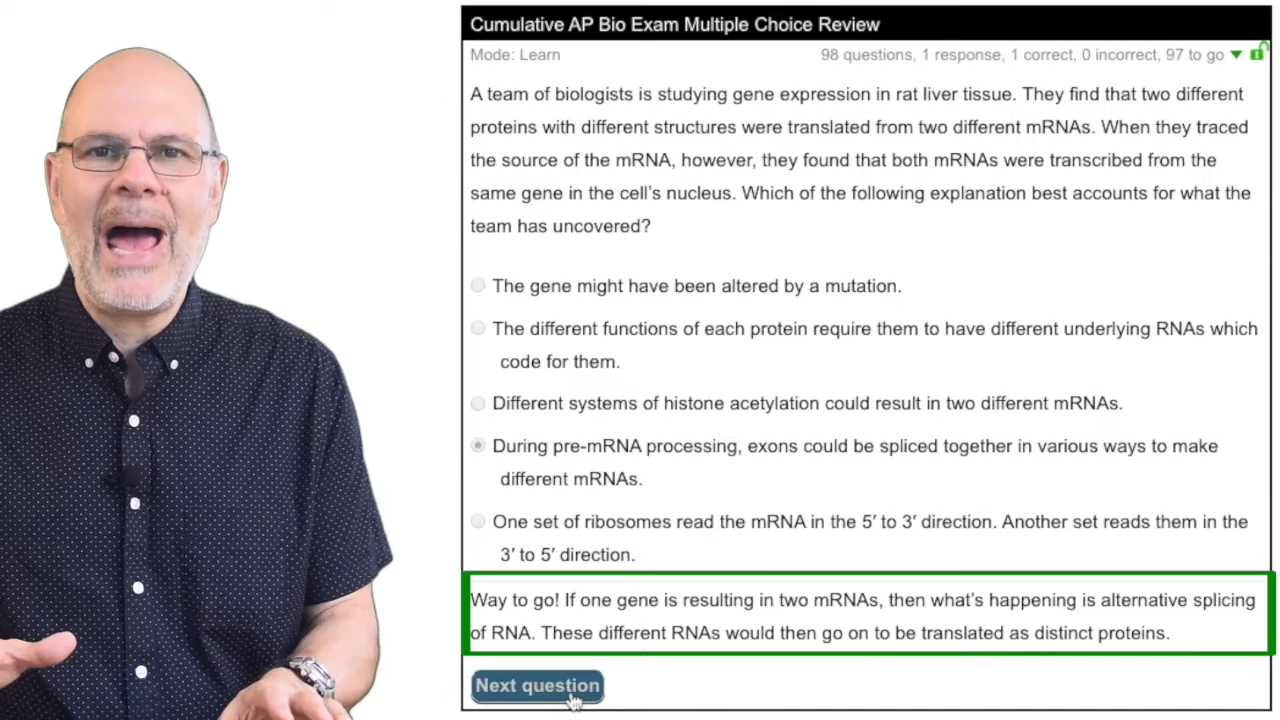 Cumulative AP Bio Exam Multiple Choice Review
Mode: Learn
98 questions, 1 response, 1 correct, 0 incorrect, 97 to go
A team of biologists is studying gene expression in rat liver tissue. They find that two different
proteins with different structures were translated from two different mRNAs. When they traced
the source of the mRNA, however, they found that both mRNAs were transcribed from the
same gene in the cell's nucleus. Which of the following explanation best accounts for what the
team has uncovered?
The gene might have been altered by a mutation.
The different functions of each protein require them to have different underlying RNAs which
code for them.
Different systems of histone acetylation could result in two different mRNAs.
During pre-mRNA processing, exons could be spliced together in various ways to make
different mRNAs.
One set of ribosomes read the mRNA in the 5′ to 3′ direction. Another set reads them in the
3′ to 5′ direction.
Way to go! If one gene is resulting in two mRNAs, then what's happening is alternative splicing
of RNA. These different RNAs would then go on to be translated as distinct proteins.
Next question